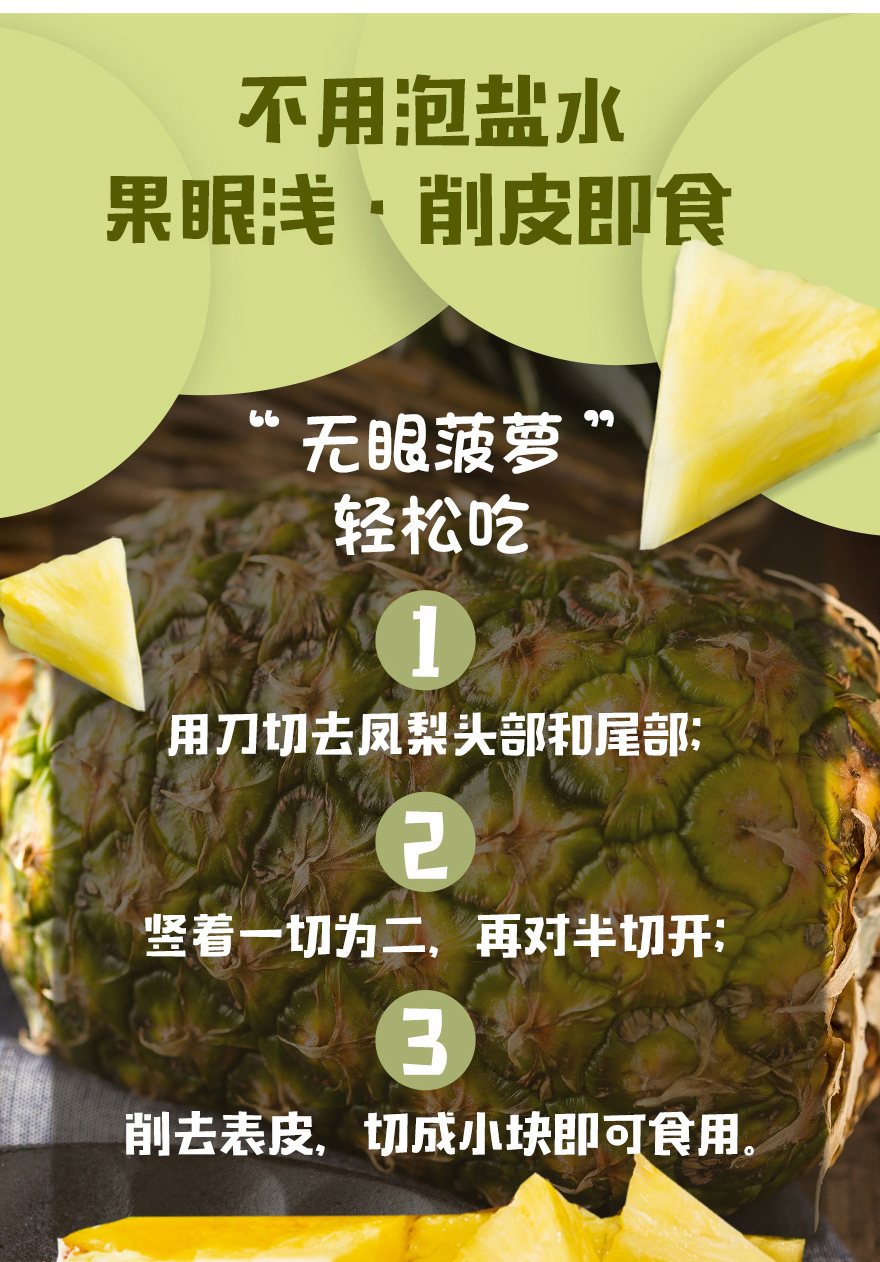 不用泡盐水
果眼浅·削皮即食
“无眼菠萝”
轻松吃
1
用刀切去凤梨头部和尾部;
2
竖着一切为二,再对半切开;
3
削去表皮,切成小块即可食用。